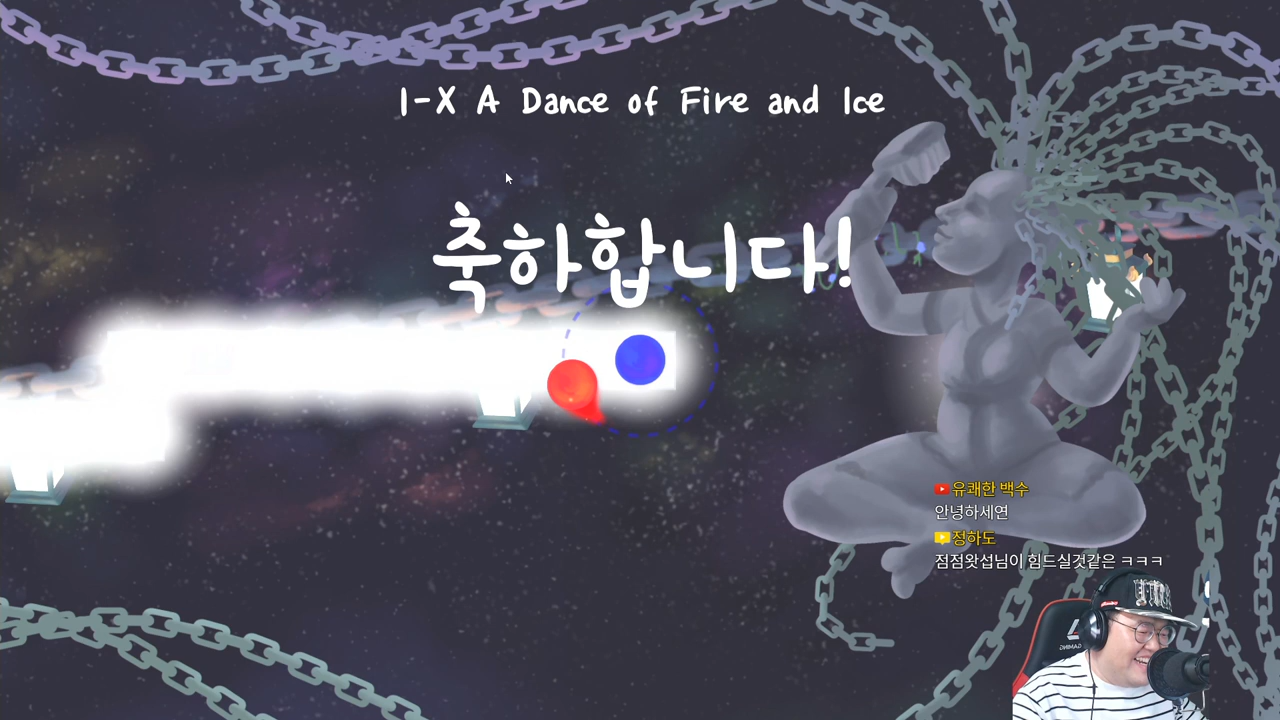 1-X A Dance of Fire and Ice
축하합니다!
유쾌한 백수
안녕하세연
정하도
점점왓섭님이 힘드실것같은 ㅋㅋㅋ